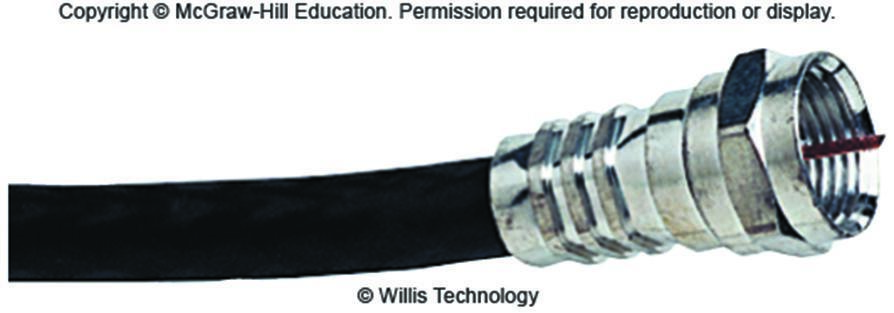 Copyright © McGraw-Hill Education. Permission required for reproduction or display.
© Willis Technology